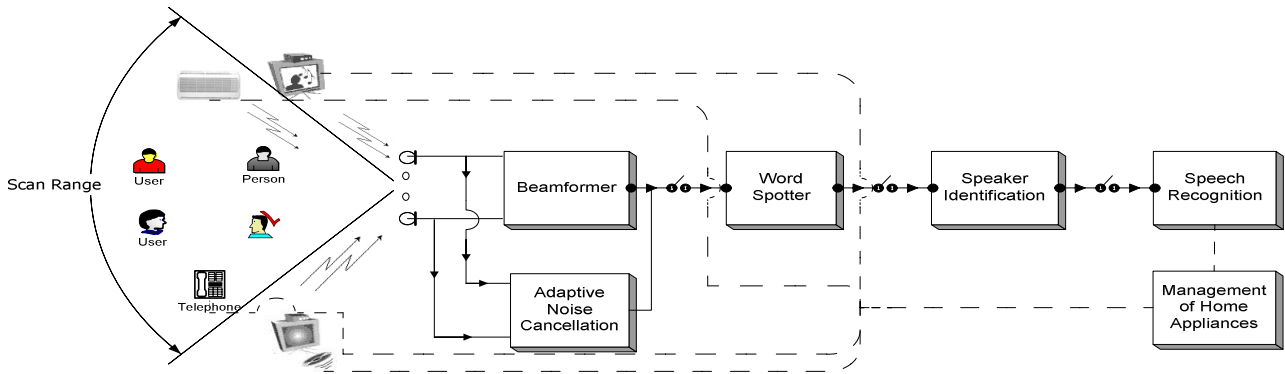 Scan Range
User
Person
User
Telephone
Beamformer
Adaptive
Noise
Cancellation
Word
Spotter
Speaker
Identification
Speech
Recognition
Management
of Home
Appliances